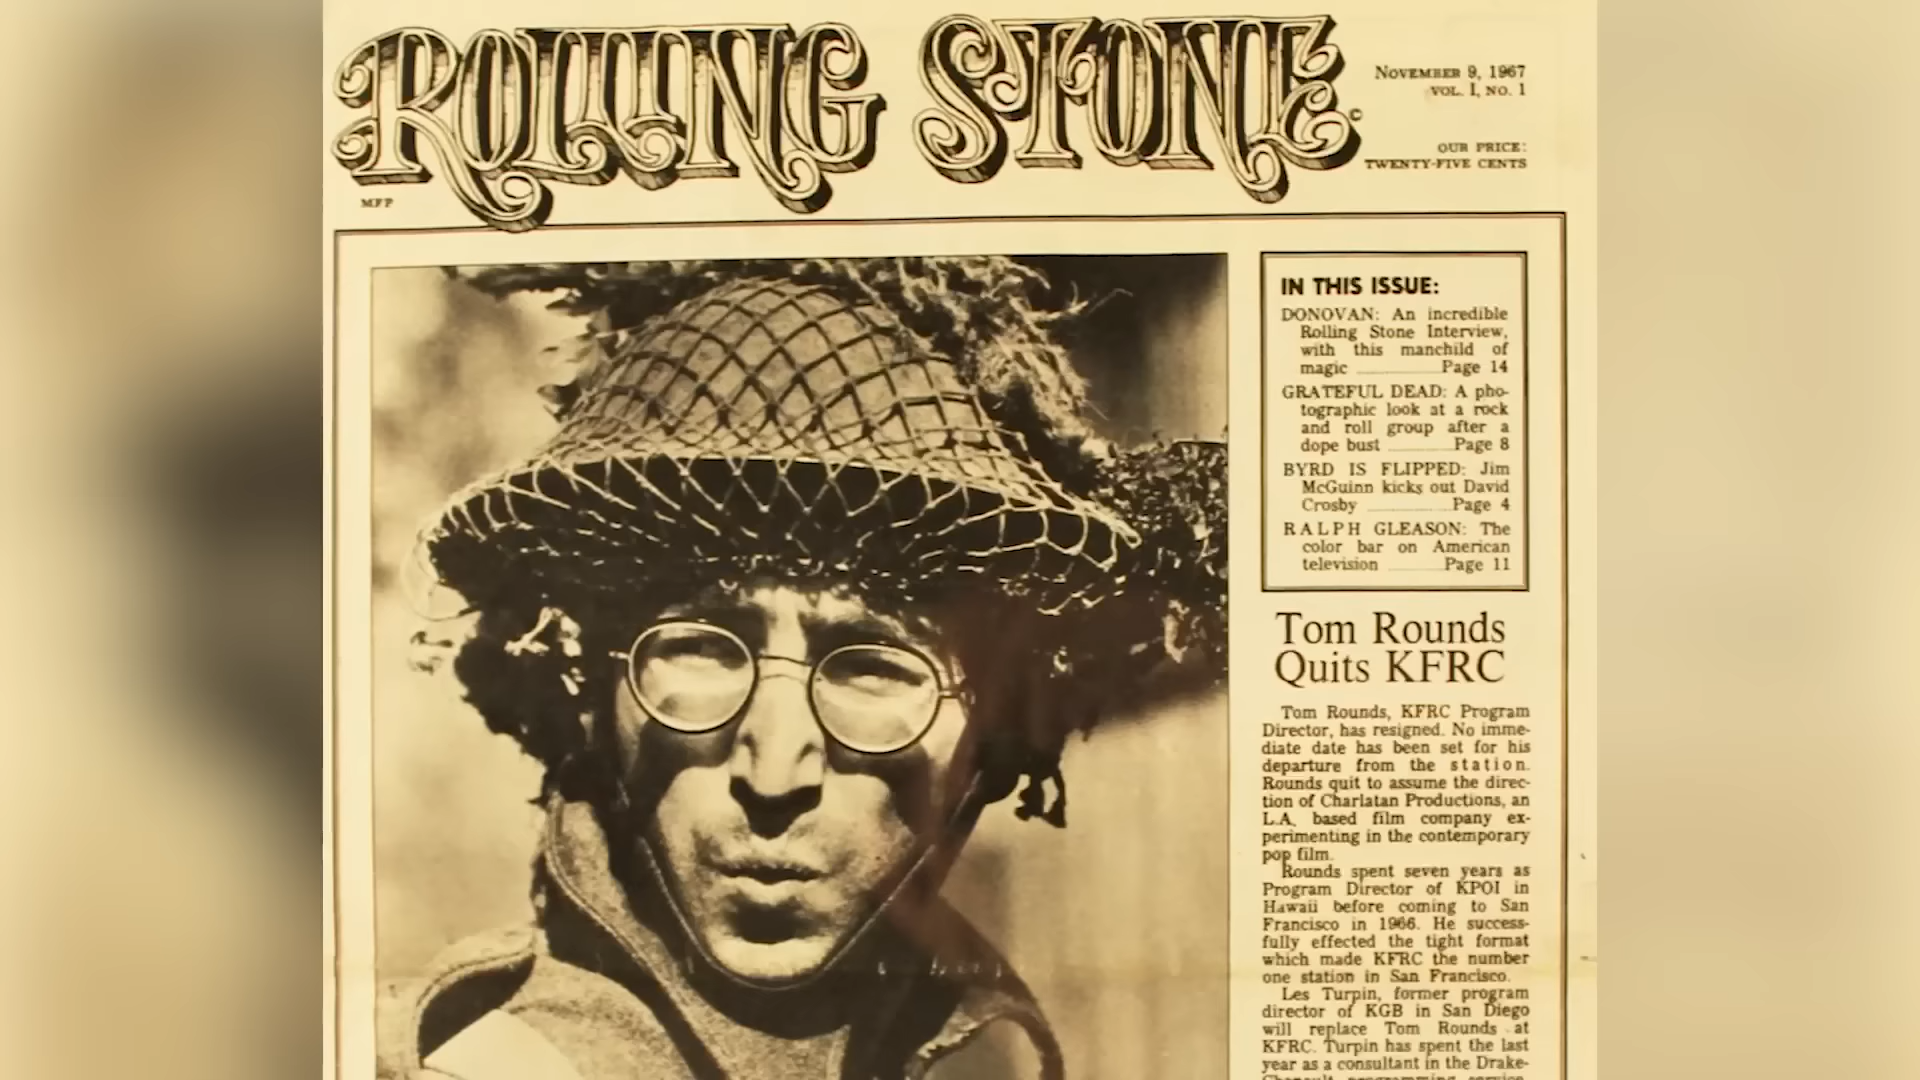 ROLLING STONE
©
NOVEMBER 9, 1967
VOL. I, NO. 1
OUR PRICE:
TWENTY-FIVE CENTS
MFP
IN THIS ISSUE:
DONOVAN: An incredible
Rolling Stone Interview,
with this manchild of
magic ..........Page 14
GRATEFUL DEAD: A pho-
tographic look at a rock
and roll group after a
dope bust ..........Page 8
BYRD IS FLIPPED: Jim
McGuinn kicks out David
Crosby ..........Page 4
RALPH GLEASON: The
color bar on American
television ..........Page 11
Tom Rounds
Quits KFRC
Tom Rounds, KFRC Program
Director, has resigned. No imme-
diate date has been set for his
departure from the station.
Rounds quit to assume the direc-
tion of Charlatan Productions, an
L.A. based film company ex-
perimenting in the contemporary
pop film.
Rounds spent seven years as
Program Director of KPOI in
Hawaii before coming to San
Francisco in 1966. He success-
fully effected the tight format
which made KFRC the number
one station in San Francisco.
Les Turpin, former program
director of KGB in San Diego
will replace Tom Rounds at
KFRC. Turpin has spent the last
year as a consultant in the Drake-